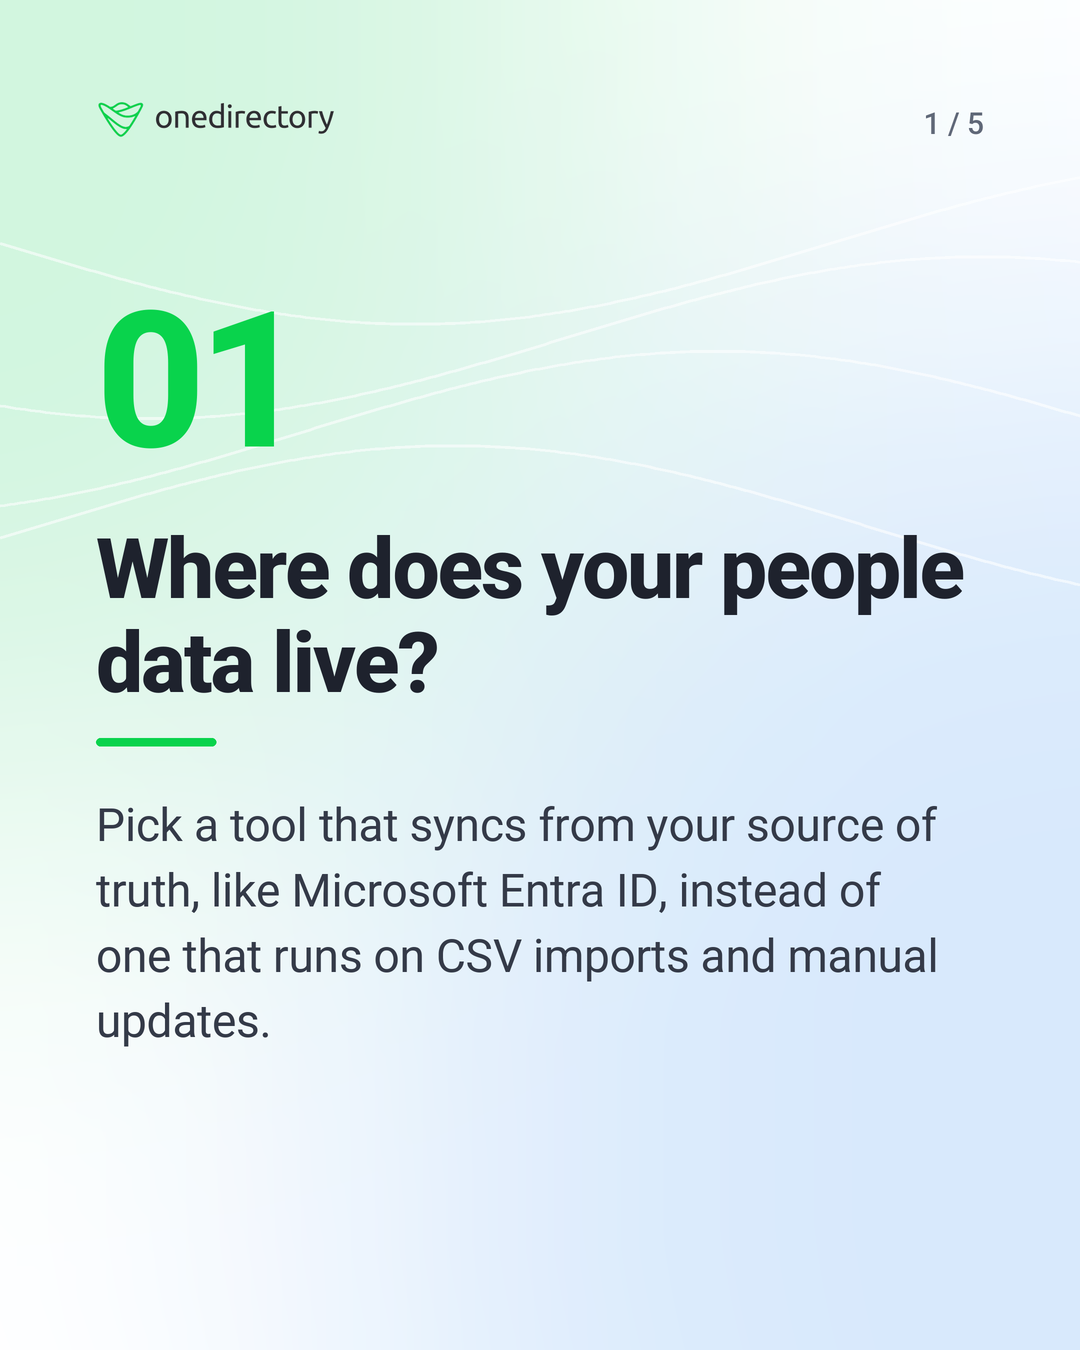 onedirectory
1 / 5
01
Where does your people
data live?
Pick a tool that syncs from your source of
truth, like Microsoft Entra ID, instead of
one that runs on CSV imports and manual
updates.